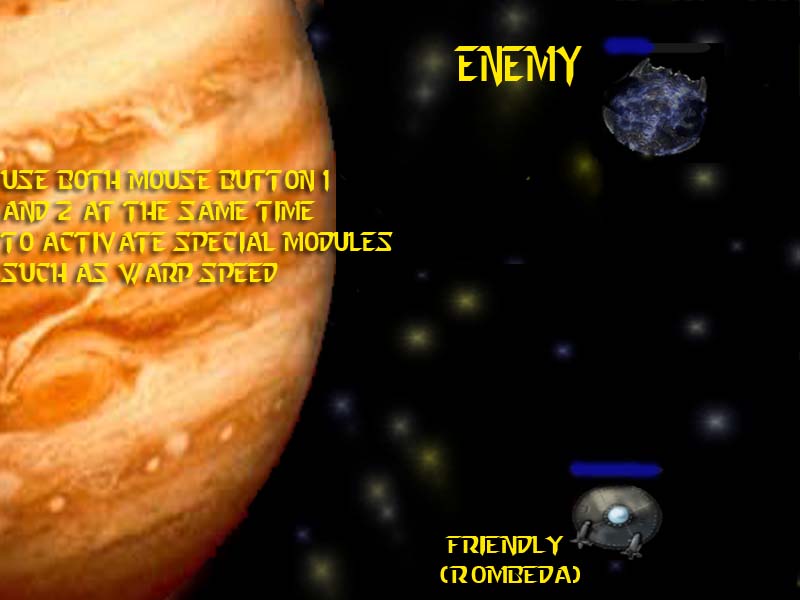 ENEMY
USE BOTH MOUSE BUTTON 1
AND 2 AT THE SAME TIME
TO ACTIVATE SPECIAL MODULES
SUCH AS WARP SPEED
FRIENDLY
(ROMBEDA)